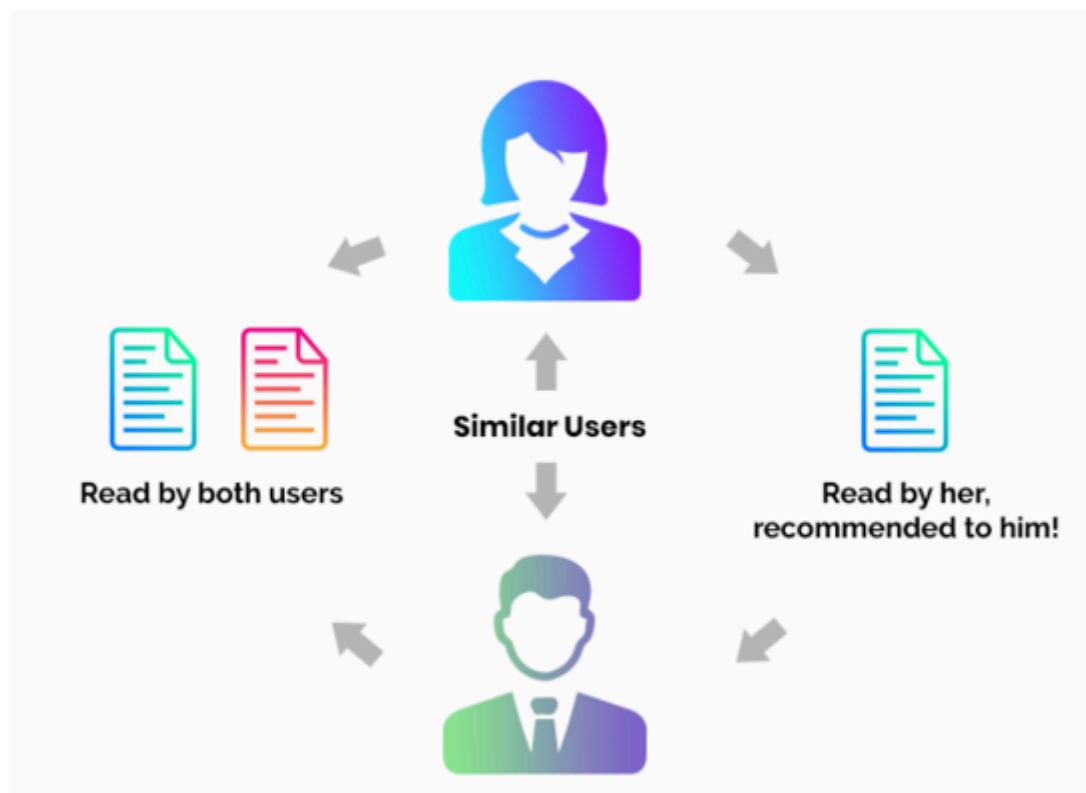 Similar Users
Read by both users
Read by her,
recommended to him!